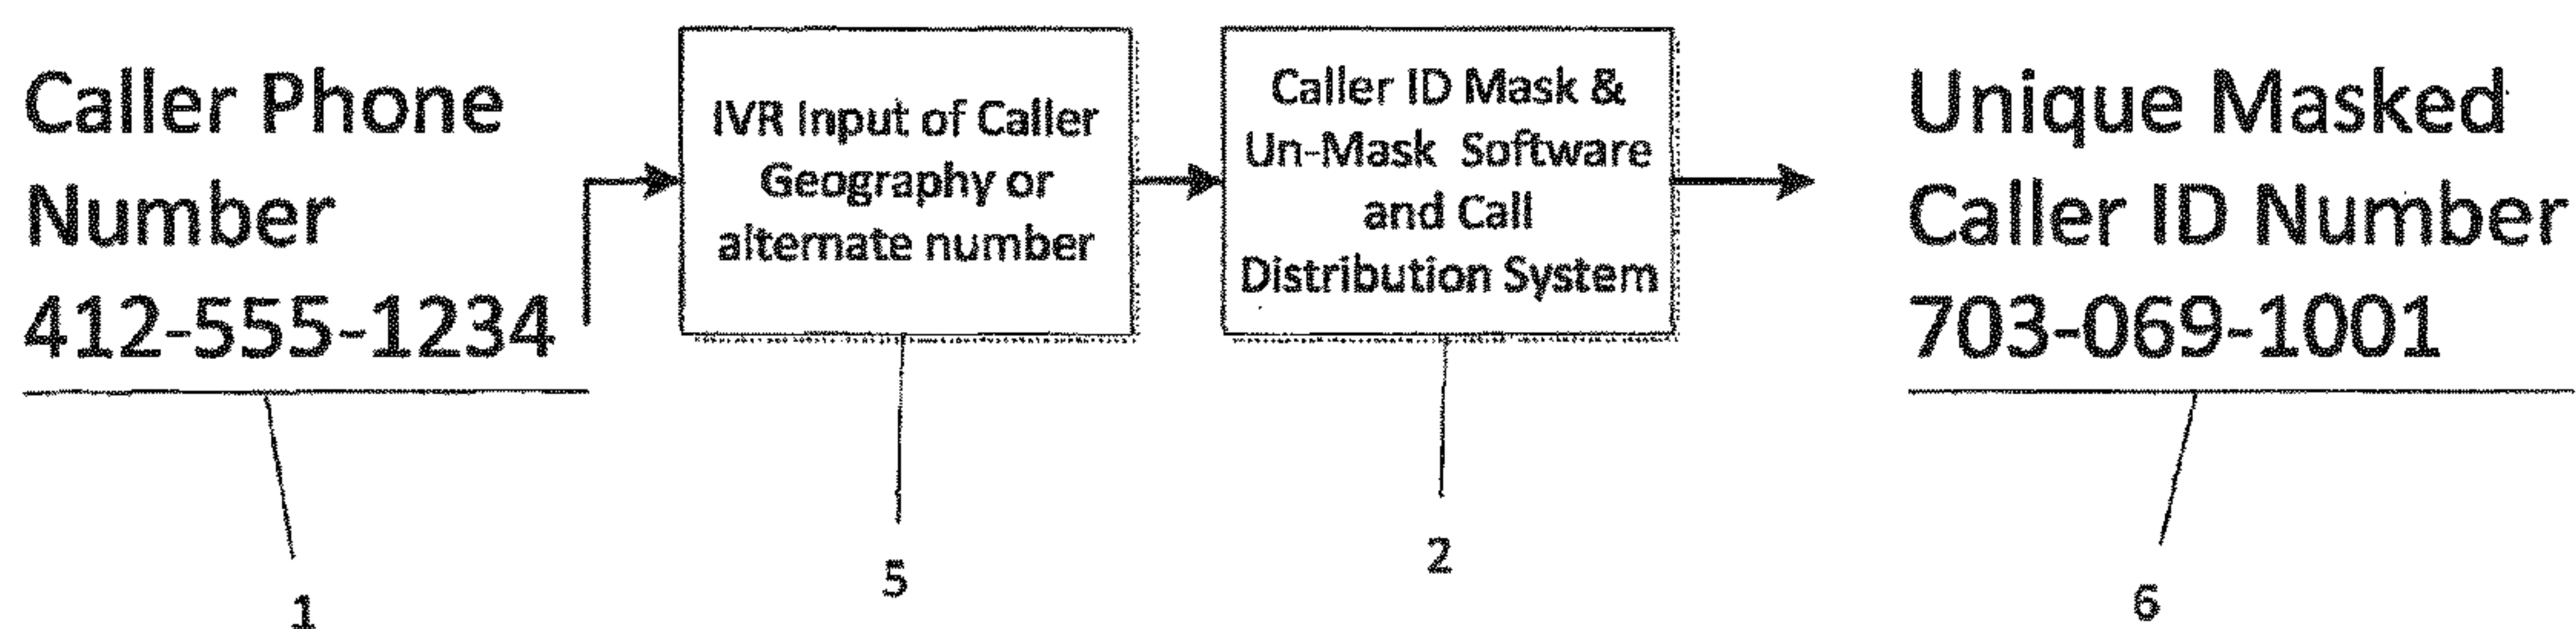 Caller Phone
Number
412-555-1234
IVR Input of Caller
Geography or
alternate number
Caller ID Mask &
Un-Mask Software
and Call
Distribution System
Unique Masked
Caller ID Number
703-069-1001
1
5
2
6